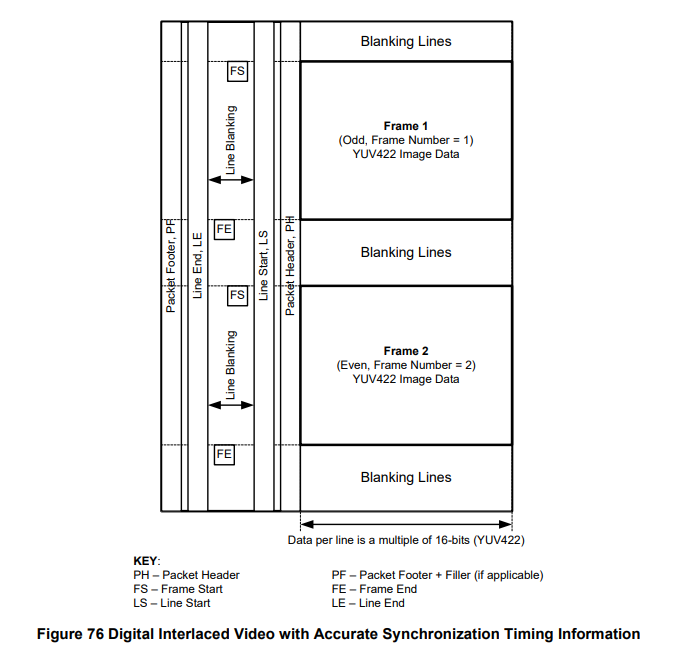 Blanking Lines
FS
Line Blanking
Frame 1
(Odd, Frame Number = 1)
YUV422 Image Data
FE
Packet Footer, PF
Line End, LE
Line Start, LS
Packet Header, PH
Blanking Lines
FS
Line Blanking
Frame 2
(Even, Frame Number = 2)
YUV422 Image Data
FE
Blanking Lines
Data per line is a multiple of 16-bits (YUV422)
KEY:
PH – Packet Header
PF – Packet Footer + Filler (if applicable)
FS – Frame Start
FE – Frame End
LS – Line Start
LE – Line End
Figure 76 Digital Interlaced Video with Accurate Synchronization Timing Information